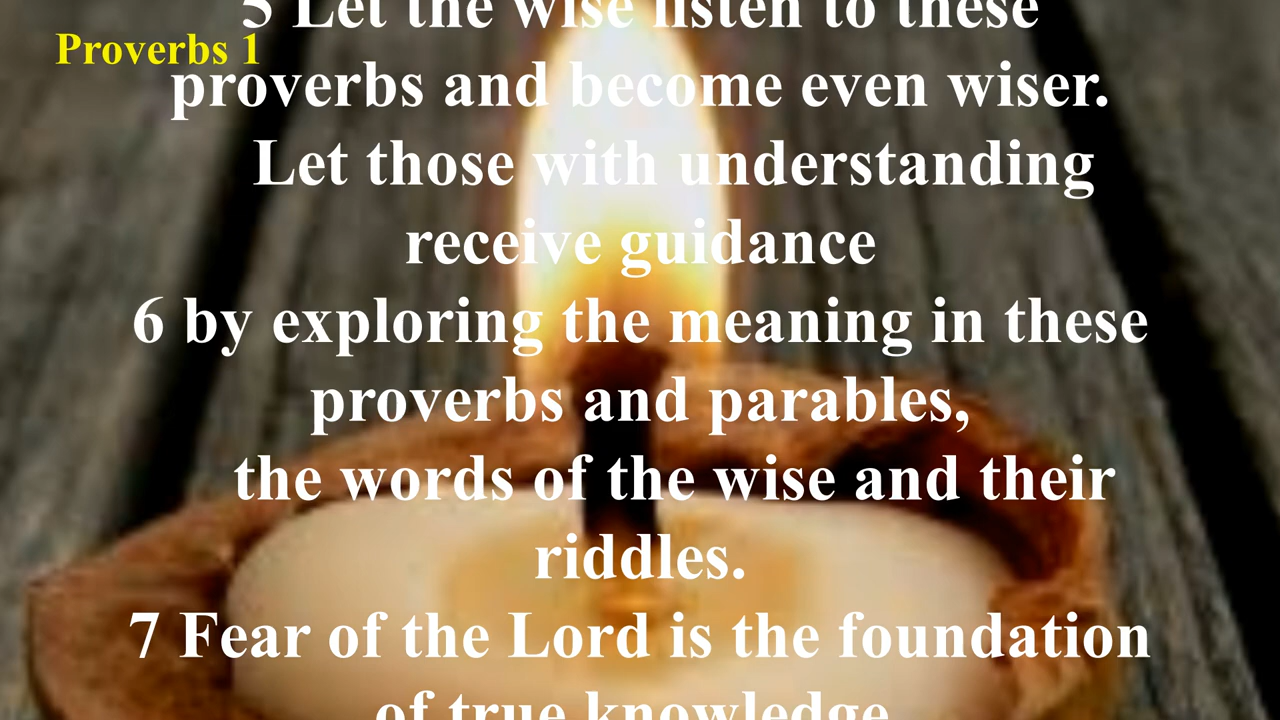 5 Let the wise listen to these
Proverbs 1
proverbs and become even wiser.
Let those with understanding
receive guidance
6 by exploring the meaning in these
proverbs and parables,
the words of the wise and their
riddles.
7 Fear of the Lord is the foundation
of true knowledge